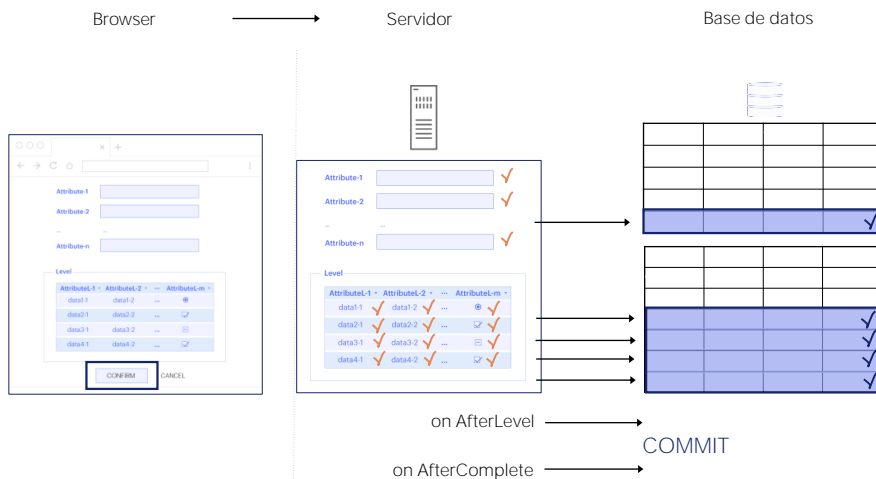 Browser
Servidor
Base de datos
Attribute-1
Attribute-2
... ...
Attribute-n
Level
AttributeL-1 AttributeL-2 ... AttributeL-m
data1-1 data1-2 ...
data2-1 data2-2 ...
data3-1 data3-2 ...
data4-1 data4-2 ...
CONFIRM CANCEL
Attribute-1
Attribute-2
... ...
Attribute-n
Level
AttributeL-1 AttributeL-2 ... AttributeL-m
data1-1 data1-2 ...
data2-1 data2-2 ...
data3-1 data3-2 ...
data4-1 data4-2 ...
on AfterLevel
COMMIT
on AfterComplete